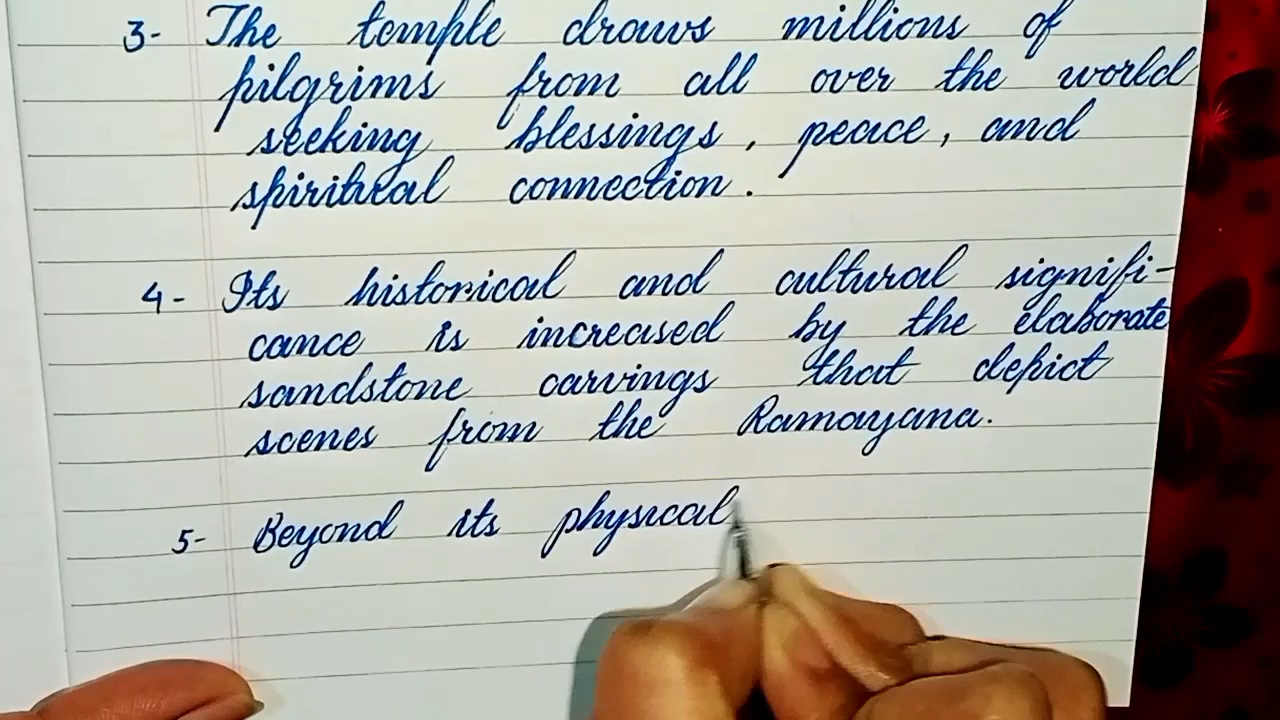 3- The temple draws millions of
pilgrims from all over the world
seeking blessings, peace, and
spiritual connection.
4- Its historical and cultural signifi-
cance is increased by the elaborate
sandstone carvings that depict
scenes from the Ramayana.
5- Beyond its physical